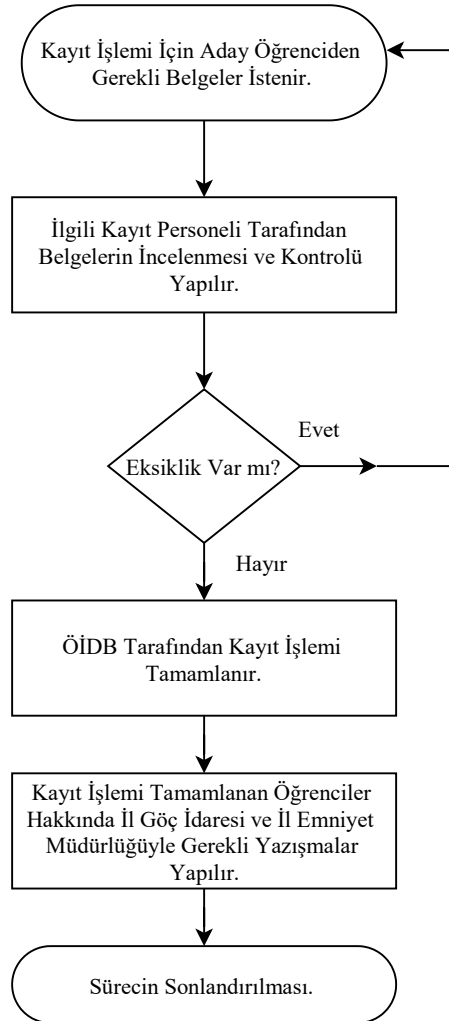 Kayıt İşlemi İçin Aday Öğrenciden
Gerekli Belgeler İstenir.
İlgili Kayıt Personeli Tarafından
Belgelerin İncelenmesi ve Kontrolü
Yapılır.
Evet
Eksiklik Var mı?
Hayır
ÖİDB Tarafından Kayıt İşlemi
Tamamlanır.
Kayıt İşlemi Tamamlanan Öğrenciler
Hakkında İl Göç İdaresi ve İl Emniyet
Müdürlüğüyle Gerekli Yazışmalar
Yapılır.
Sürecin Sonlandırılması.